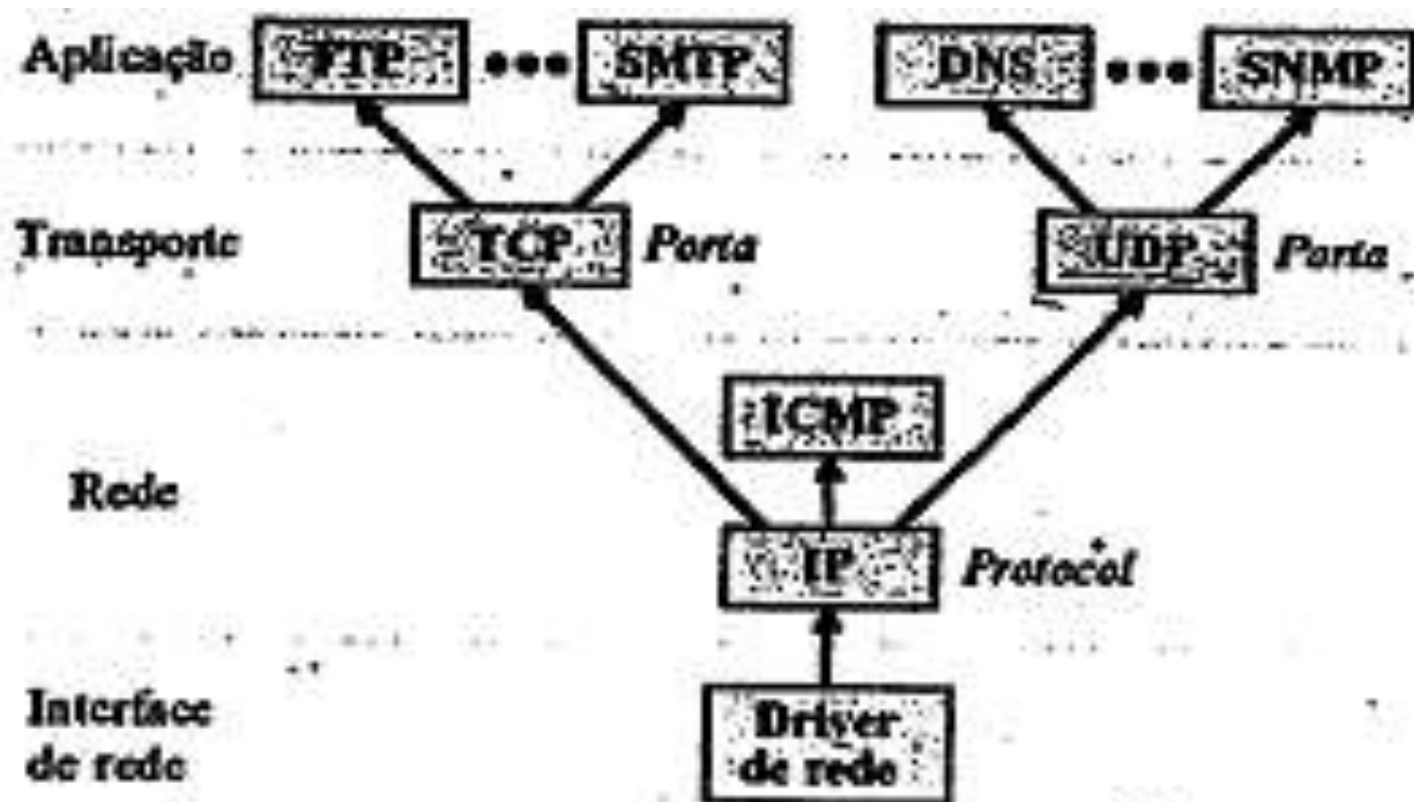 Aplicação FTP ••• SMTP DNS ••• SNMP
Transporte TCP Porta UDP Porta
ICMP
Rede
IP Protocol
Interface
de rede
Driver
de rede